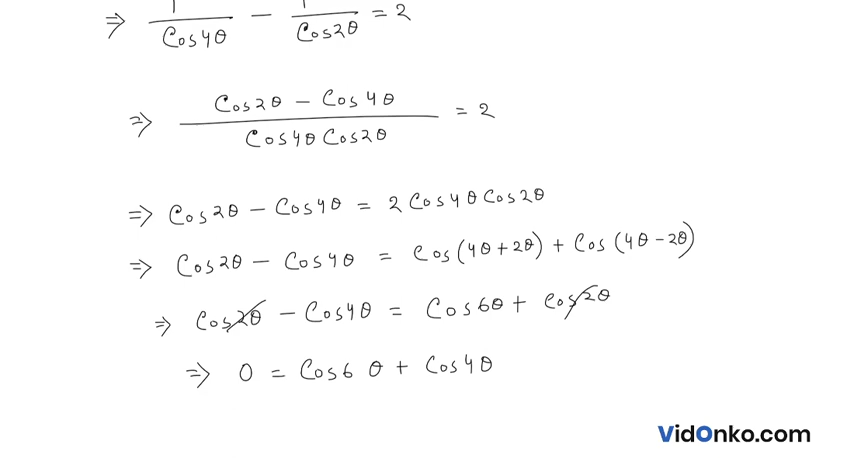 ⇒ 1/Cos4θ − 1/Cos2θ = 2
⇒ (Cos2θ − Cos4θ)/(Cos4θ Cos2θ) = 2
⇒ Cos2θ − Cos4θ = 2 Cos4θ Cos2θ
⇒ Cos2θ − Cos4θ = Cos(4θ+2θ) + Cos(4θ−2θ)
⇒ Cos2θ − Cos4θ = Cos6θ + Cos2θ
⇒ 0 = Cos6θ + Cos4θ
VidOnko.com